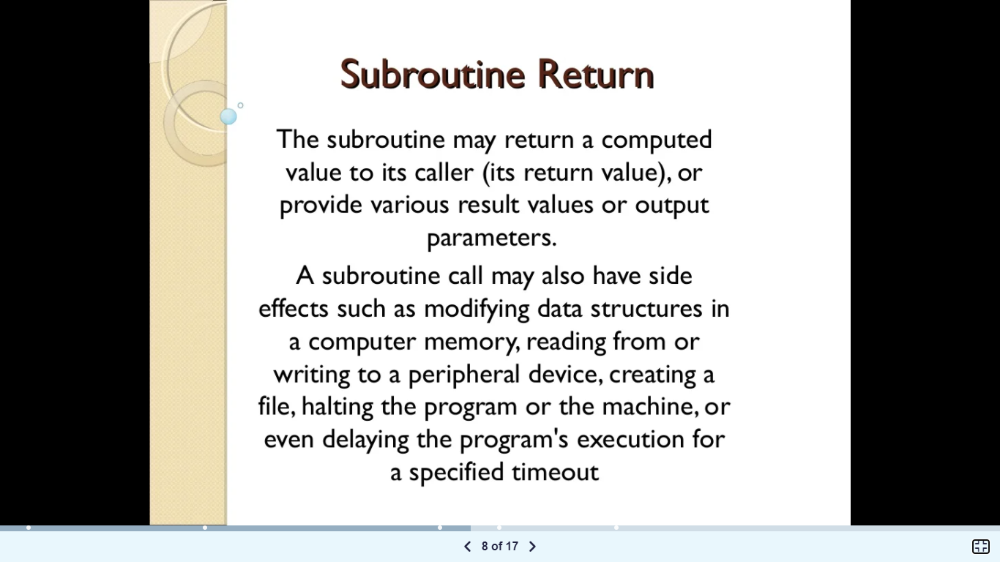 Subroutine Return
The subroutine may return a computed
value to its caller (its return value), or
provide various result values or output
parameters.
A subroutine call may also have side
effects such as modifying data structures in
a computer memory, reading from or
writing to a peripheral device, creating a
file, halting the program or the machine, or
even delaying the program's execution for
a specified timeout
8 of 17